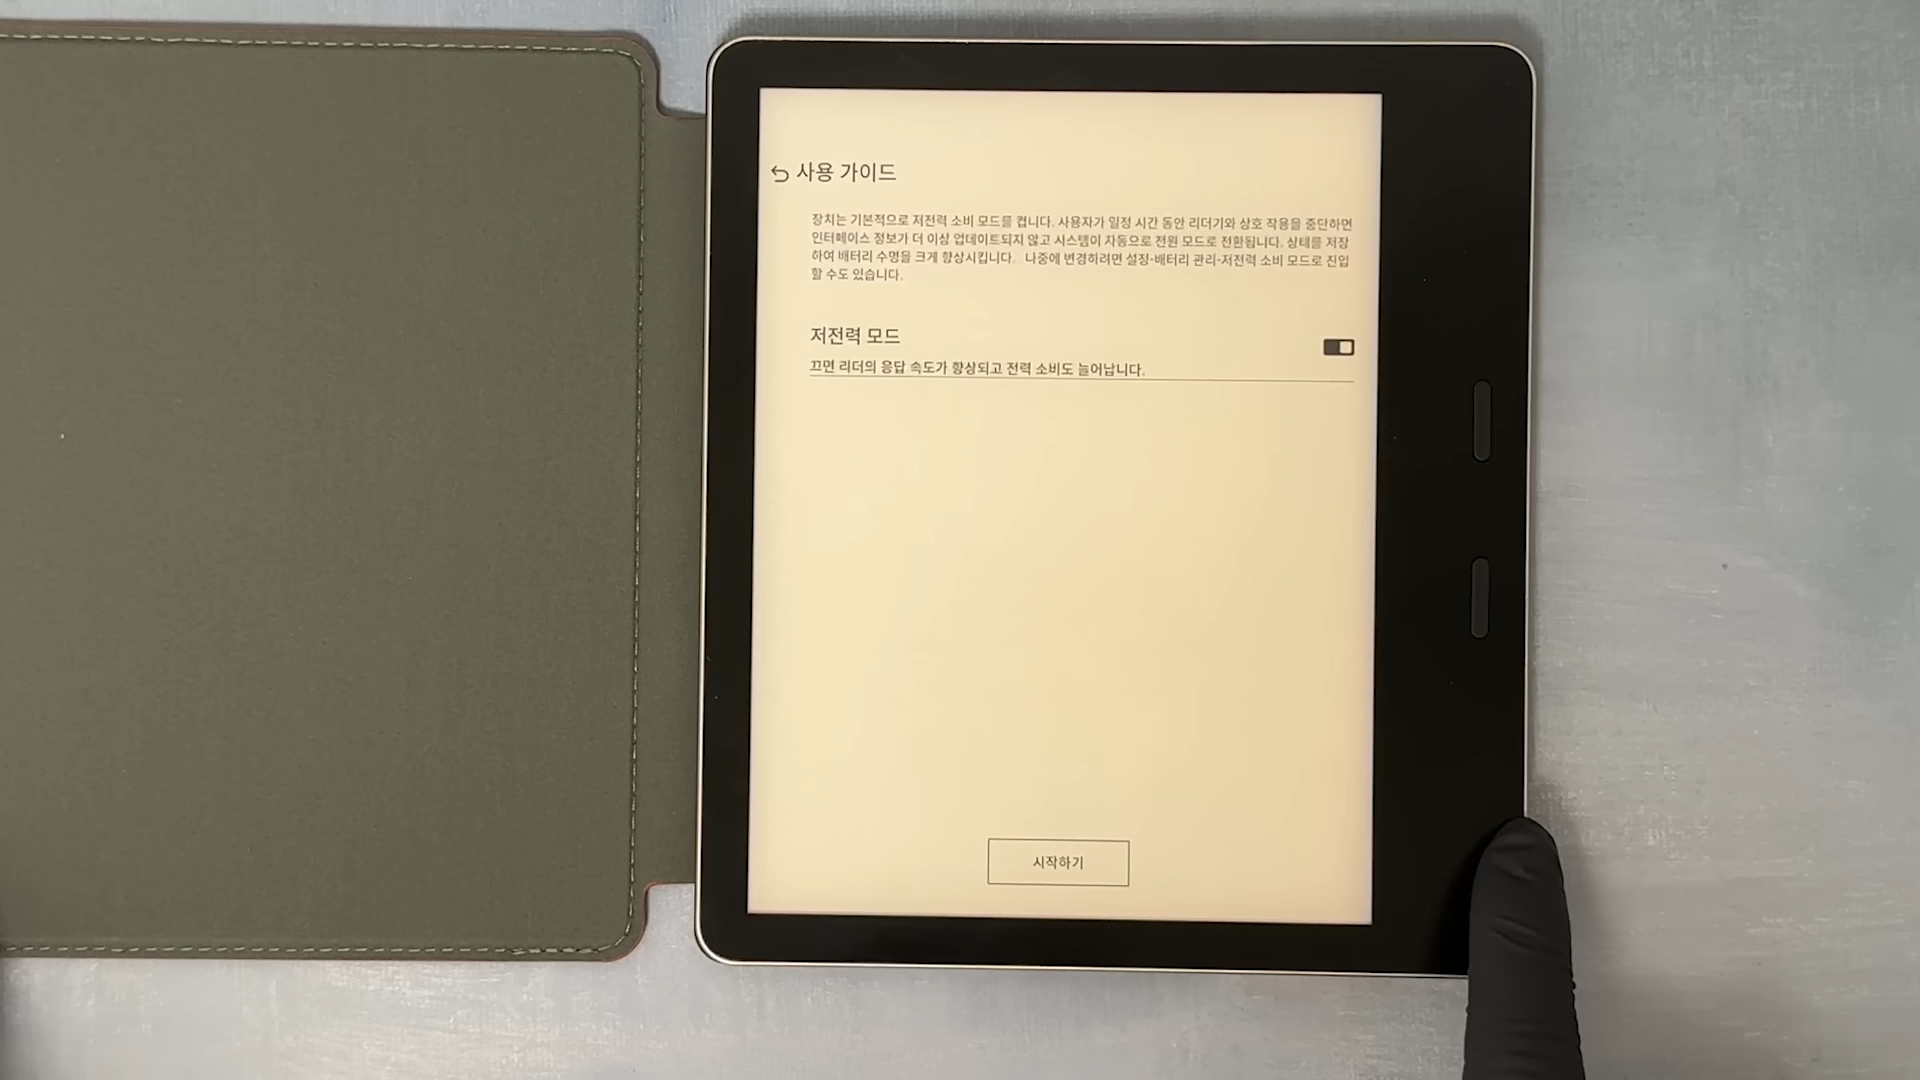 사용 가이드
장치는 기본적으로 저전력 소비 모드를 켭니다. 사용자가 일정 시간 동안 리더기와 상호 작용을 중단하면
인터페이스 정보가 더 이상 업데이트되지 않고 시스템이 자동으로 전원 모드로 전환됩니다. 상태를 저장
하여 배터리 수명을 크게 향상시킵니다. 나중에 변경하려면 설정-배터리 관리-저전력 소비 모드로 진입
할 수도 있습니다.
저전력 모드
끄면 리더의 응답 속도가 향상되고 전력 소비도 늘어납니다.
시작하기